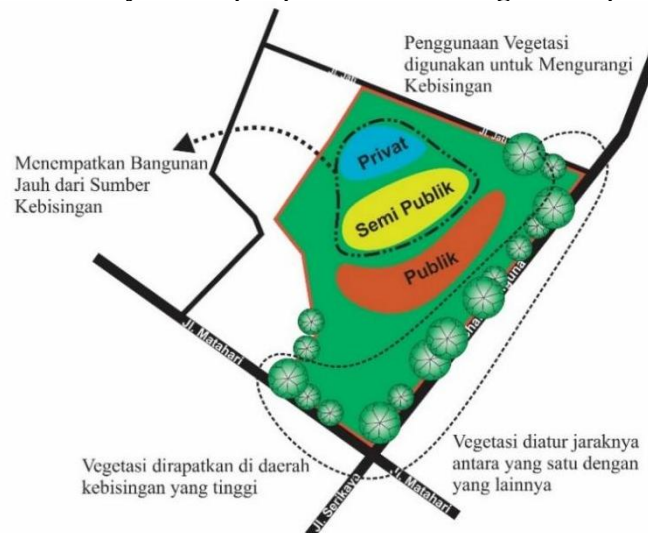 Penggunaan Vegetasi
digunakan untuk Mengurangi
Kebisingan
Jl. Jati
Jl. Jati
Menempatkan Bangunan
Jauh dari Sumber
Kebisingan
Privat
Semi Publik
Publik
Jl. Matahari
Vegetasi dirapatkan di daerah
kebisingan yang tinggi
Vegetasi diatur jaraknya
antara yang satu dengan
yang lainnya
Jl. Matahari
Jl. Serikaya